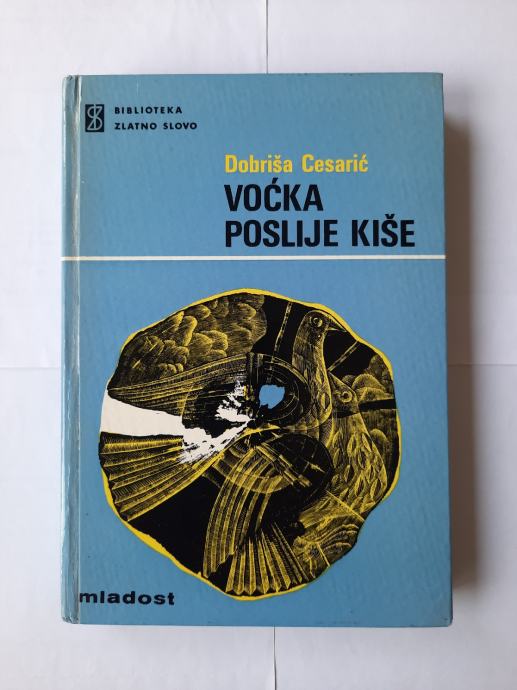 BIBLIOTEKA
ZLATNO SLOVO
Dobriša Cesarić
VOĆKA
POSLIJE KIŠE
mladost